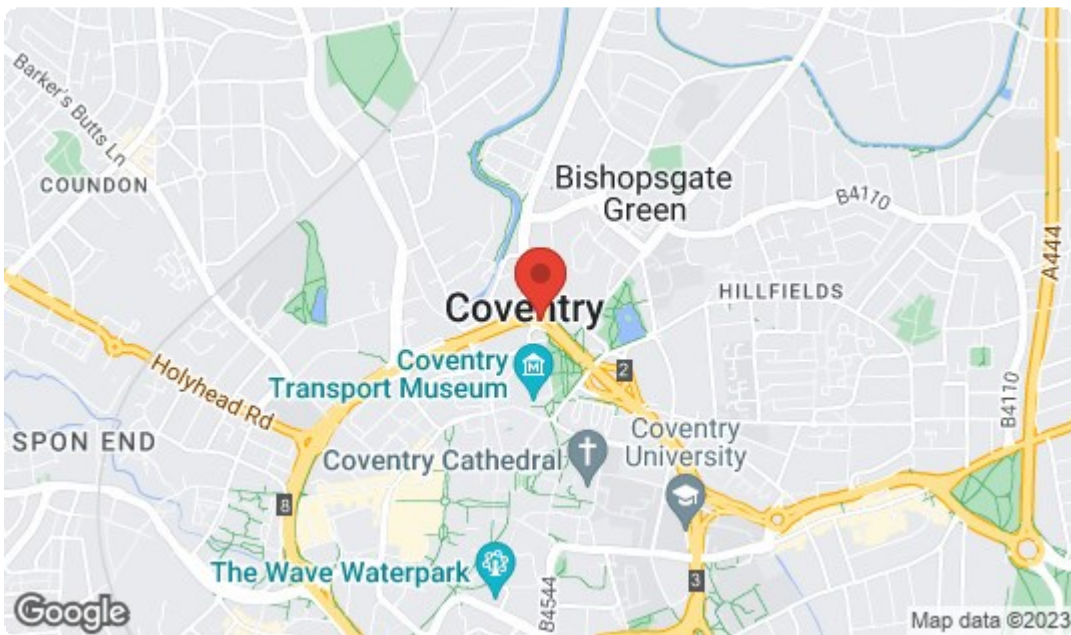 Barker's Butts Ln
COUNDON
Bishopsgate
Green
B4110
A444
HILLFIELDS
Coventry
Coventry
Transport Museum
2
Holyhead Rd
B4110
SPON END
Coventry Cathedral
Coventry
University
8
The Wave Waterpark
B4544
3
Google
Map data ©2023